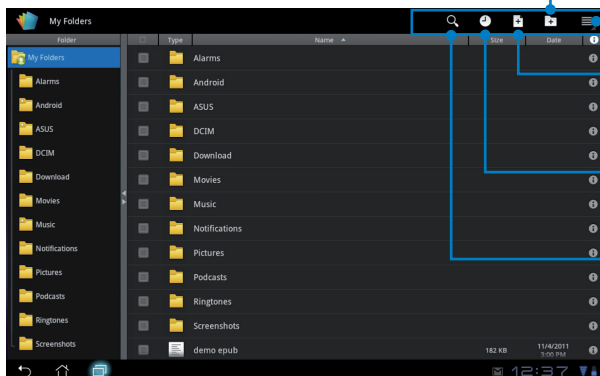 My Folders
Folder Type Name Size Date
My Folders
Alarms
Android
ASUS
DCIM
Download
Movies
Music
Notifications
Pictures
Podcasts
Ringtones
Screenshots
Alarms
Android
ASUS
DCIM
Download
Movies
Music
Notifications
Pictures
Podcasts
Ringtones
Screenshots
demo epub 182 KB 11/4/2011
3:00 PM
12:37